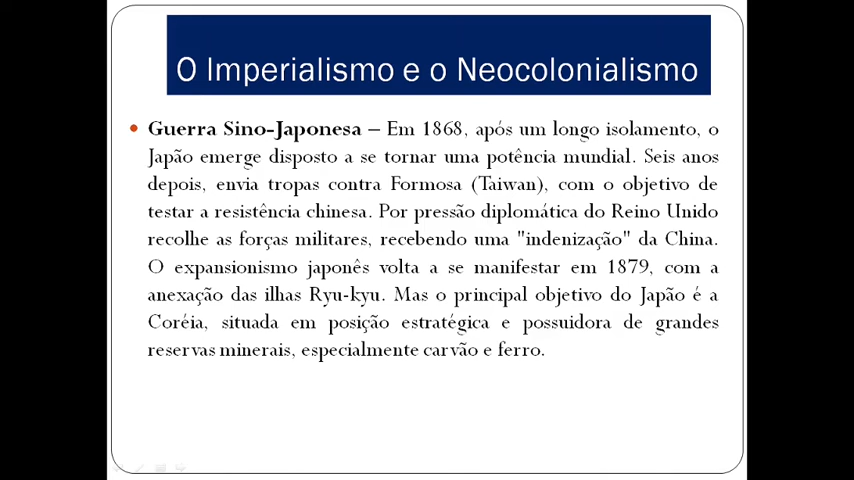 O Imperialismo e o Neocolonialismo
Guerra Sino-Japonesa – Em 1868, após um longo isolamento, o
Japão emerge disposto a se tornar uma potência mundial. Seis anos
depois, envia tropas contra Formosa (Taiwan), com o objetivo de
testar a resistência chinesa. Por pressão diplomática do Reino Unido
recolhe as forças militares, recebendo uma "indenização" da China.
O expansionismo japonês volta a se manifestar em 1879, com a
anexação das ilhas Ryu-kyu. Mas o principal objetivo do Japão é a
Coréia, situada em posição estratégica e possuidora de grandes
reservas minerais, especialmente carvão e ferro.